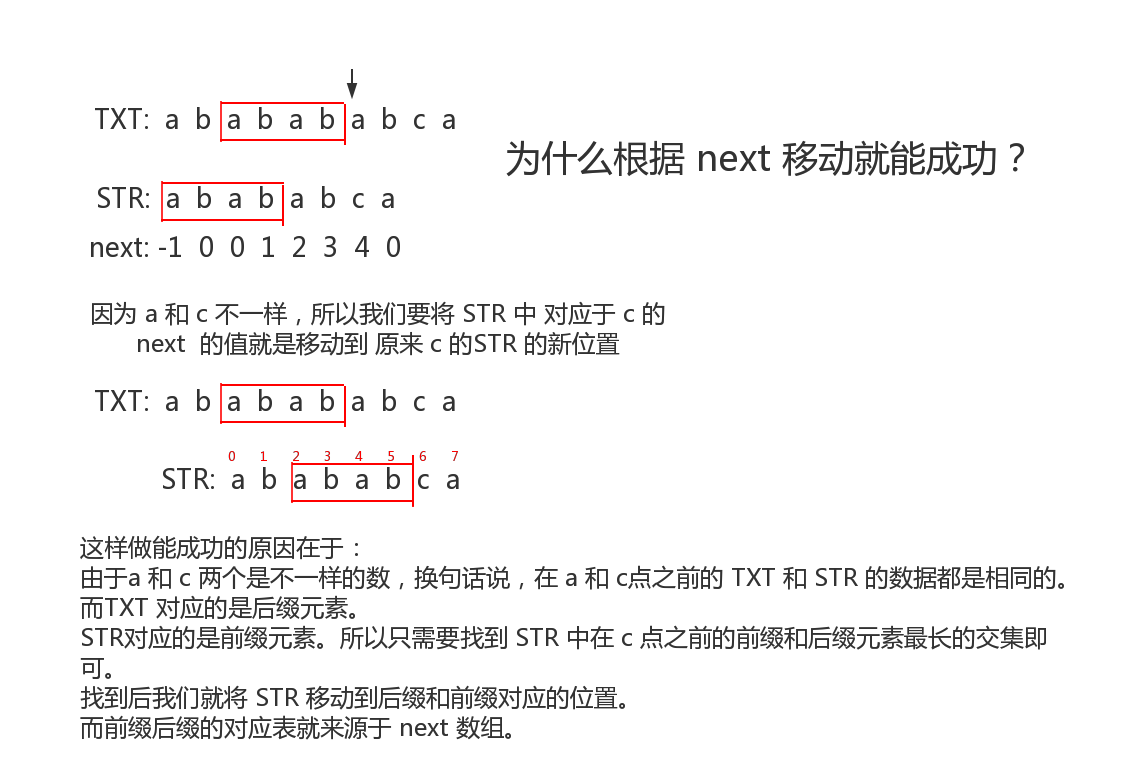 TXT: a b a b a b a b c a
为什么根据 next 移动就能成功？
STR: a b a b a b c a
next: -1 0 0 1 2 3 4 0
因为 a 和 c 不一样，所以我们要将 STR 中 对应于 c 的
next 的值就是移动到 原来 c 的STR 的新位置
TXT: a b a b a b a b c a
0 1 2 3 4 5 6 7
STR: a b a b a b c a
这样做能成功的原因在于：
由于a 和 c 两个是不一样的数，换句话说，在 a 和 c点之前的 TXT 和 STR 的数据都是相同的。
而TXT 对应的是后缀元素。
STR对应的是前缀元素。所以只需要找到 STR 中在 c 点之前的前缀和后缀元素最长的交集即
可。
找到后我们就将 STR 移动到后缀和前缀对应的位置。
而前缀后缀的对应表就来源于 next 数组。